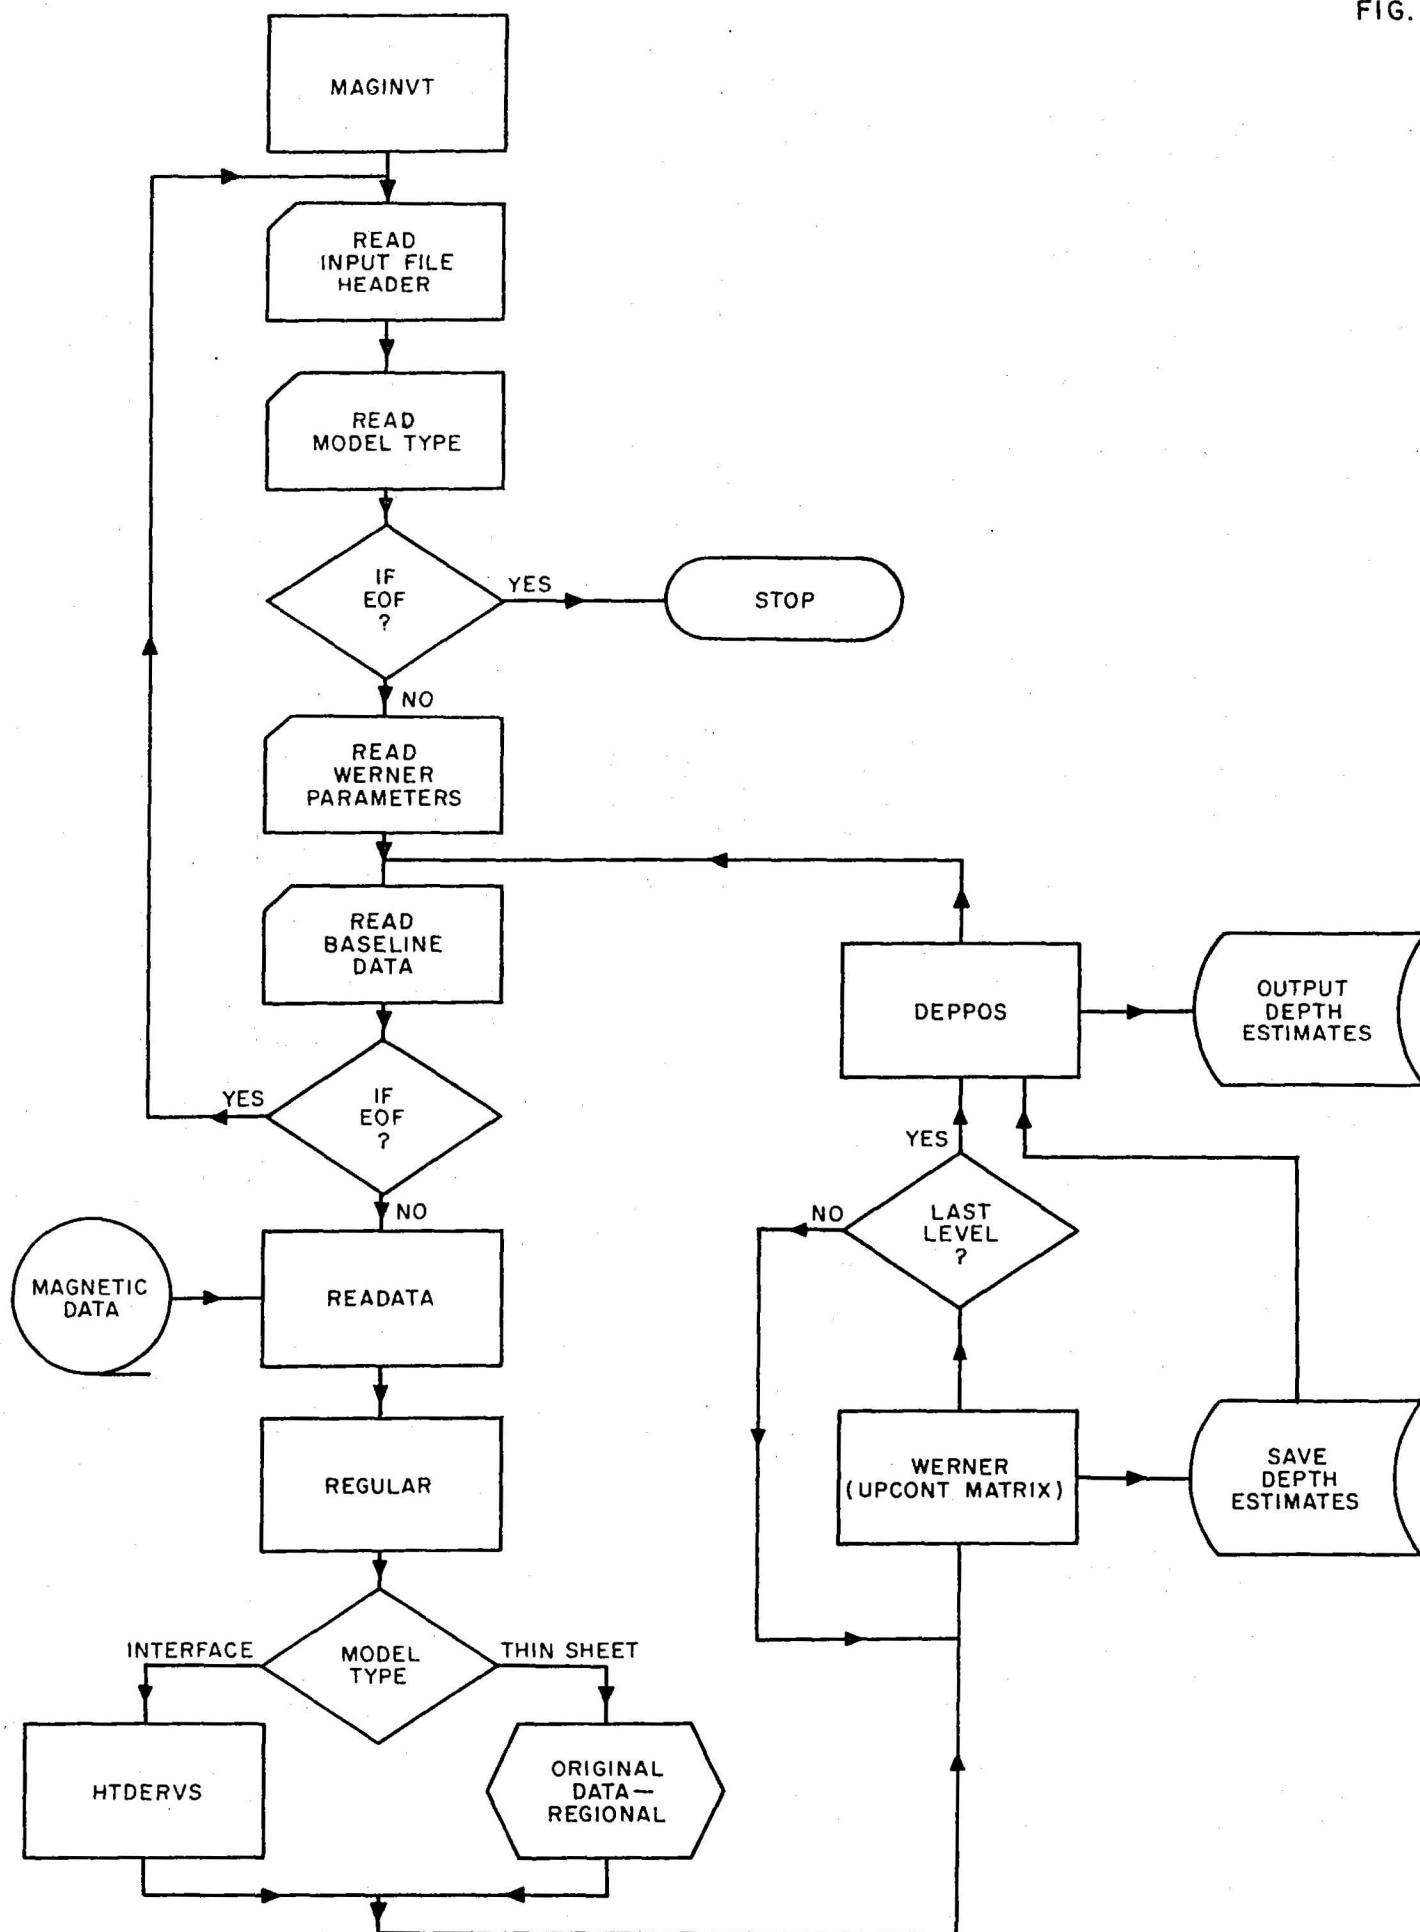 FIG.
MAGINVT
READ
INPUT FILE
HEADER
READ
MODEL TYPE
IF
EOF
?
YES
STOP
NO
READ
WERNER
PARAMETERS
READ
BASELINE
DATA
IF
EOF
?
YES
NO
MAGNETIC
DATA
READATA
REGULAR
MODEL
TYPE
INTERFACE
THIN SHEET
HTDERVS
ORIGINAL
DATA—
REGIONAL
WERNER
(UPCONT MATRIX)
SAVE
DEPTH
ESTIMATES
LAST
LEVEL
?
NO
YES
DEPPOS
OUTPUT
DEPTH
ESTIMATES